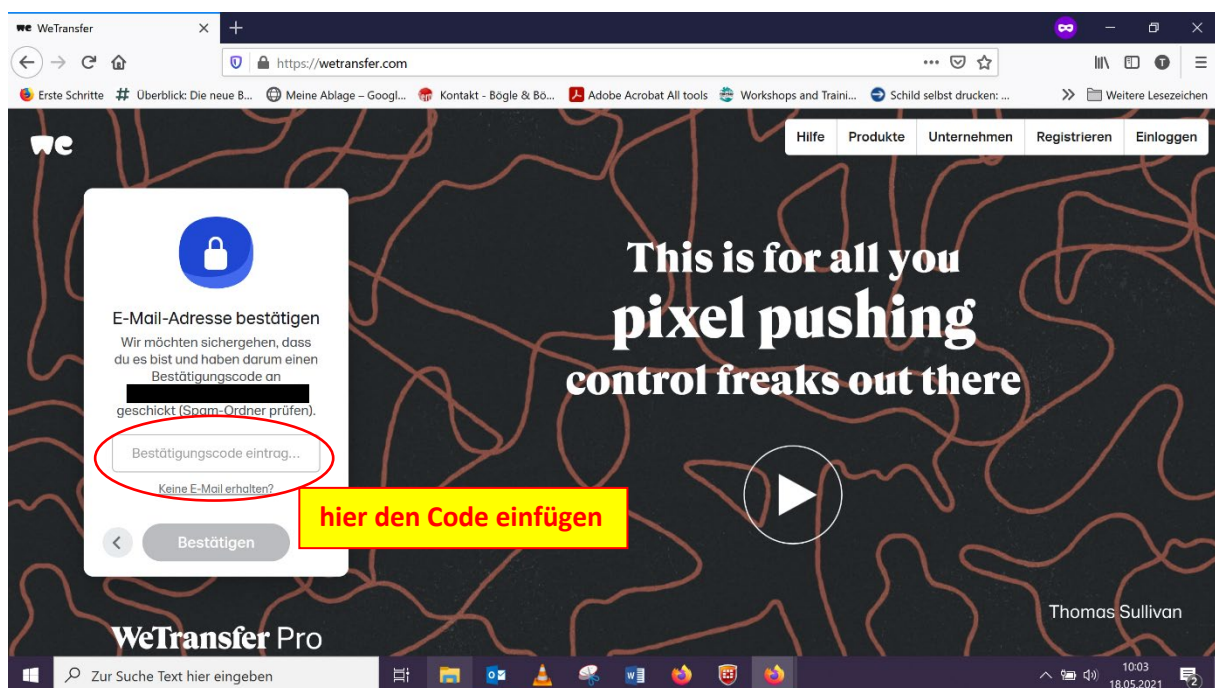 we WeTransfer
https://wetransfer.com
Erste Schritte Überblick: Die neue B... Meine Ablage – Googl... Kontakt - Bögle & Bö... Adobe Acrobat All tools Workshops and Traini... Schild selbst drucken: ... Weitere Lesezeichen
we
Hilfe Produkte Unternehmen Registrieren Einloggen
E-Mail-Adresse bestätigen
Wir möchten sichergehen, dass
du es bist und haben darum einen
Bestätigungscode an
geschickt (Spam-Ordner prüfen).
Bestätigungscode eintrag...
Keine E-Mail erhalten?
Bestätigen
hier den Code einfügen
This is for all you
pixel pushing
control freaks out there
Thomas Sullivan
WeTransfer Pro
Zur Suche Text hier eingeben
10:03
18.05.2021
2